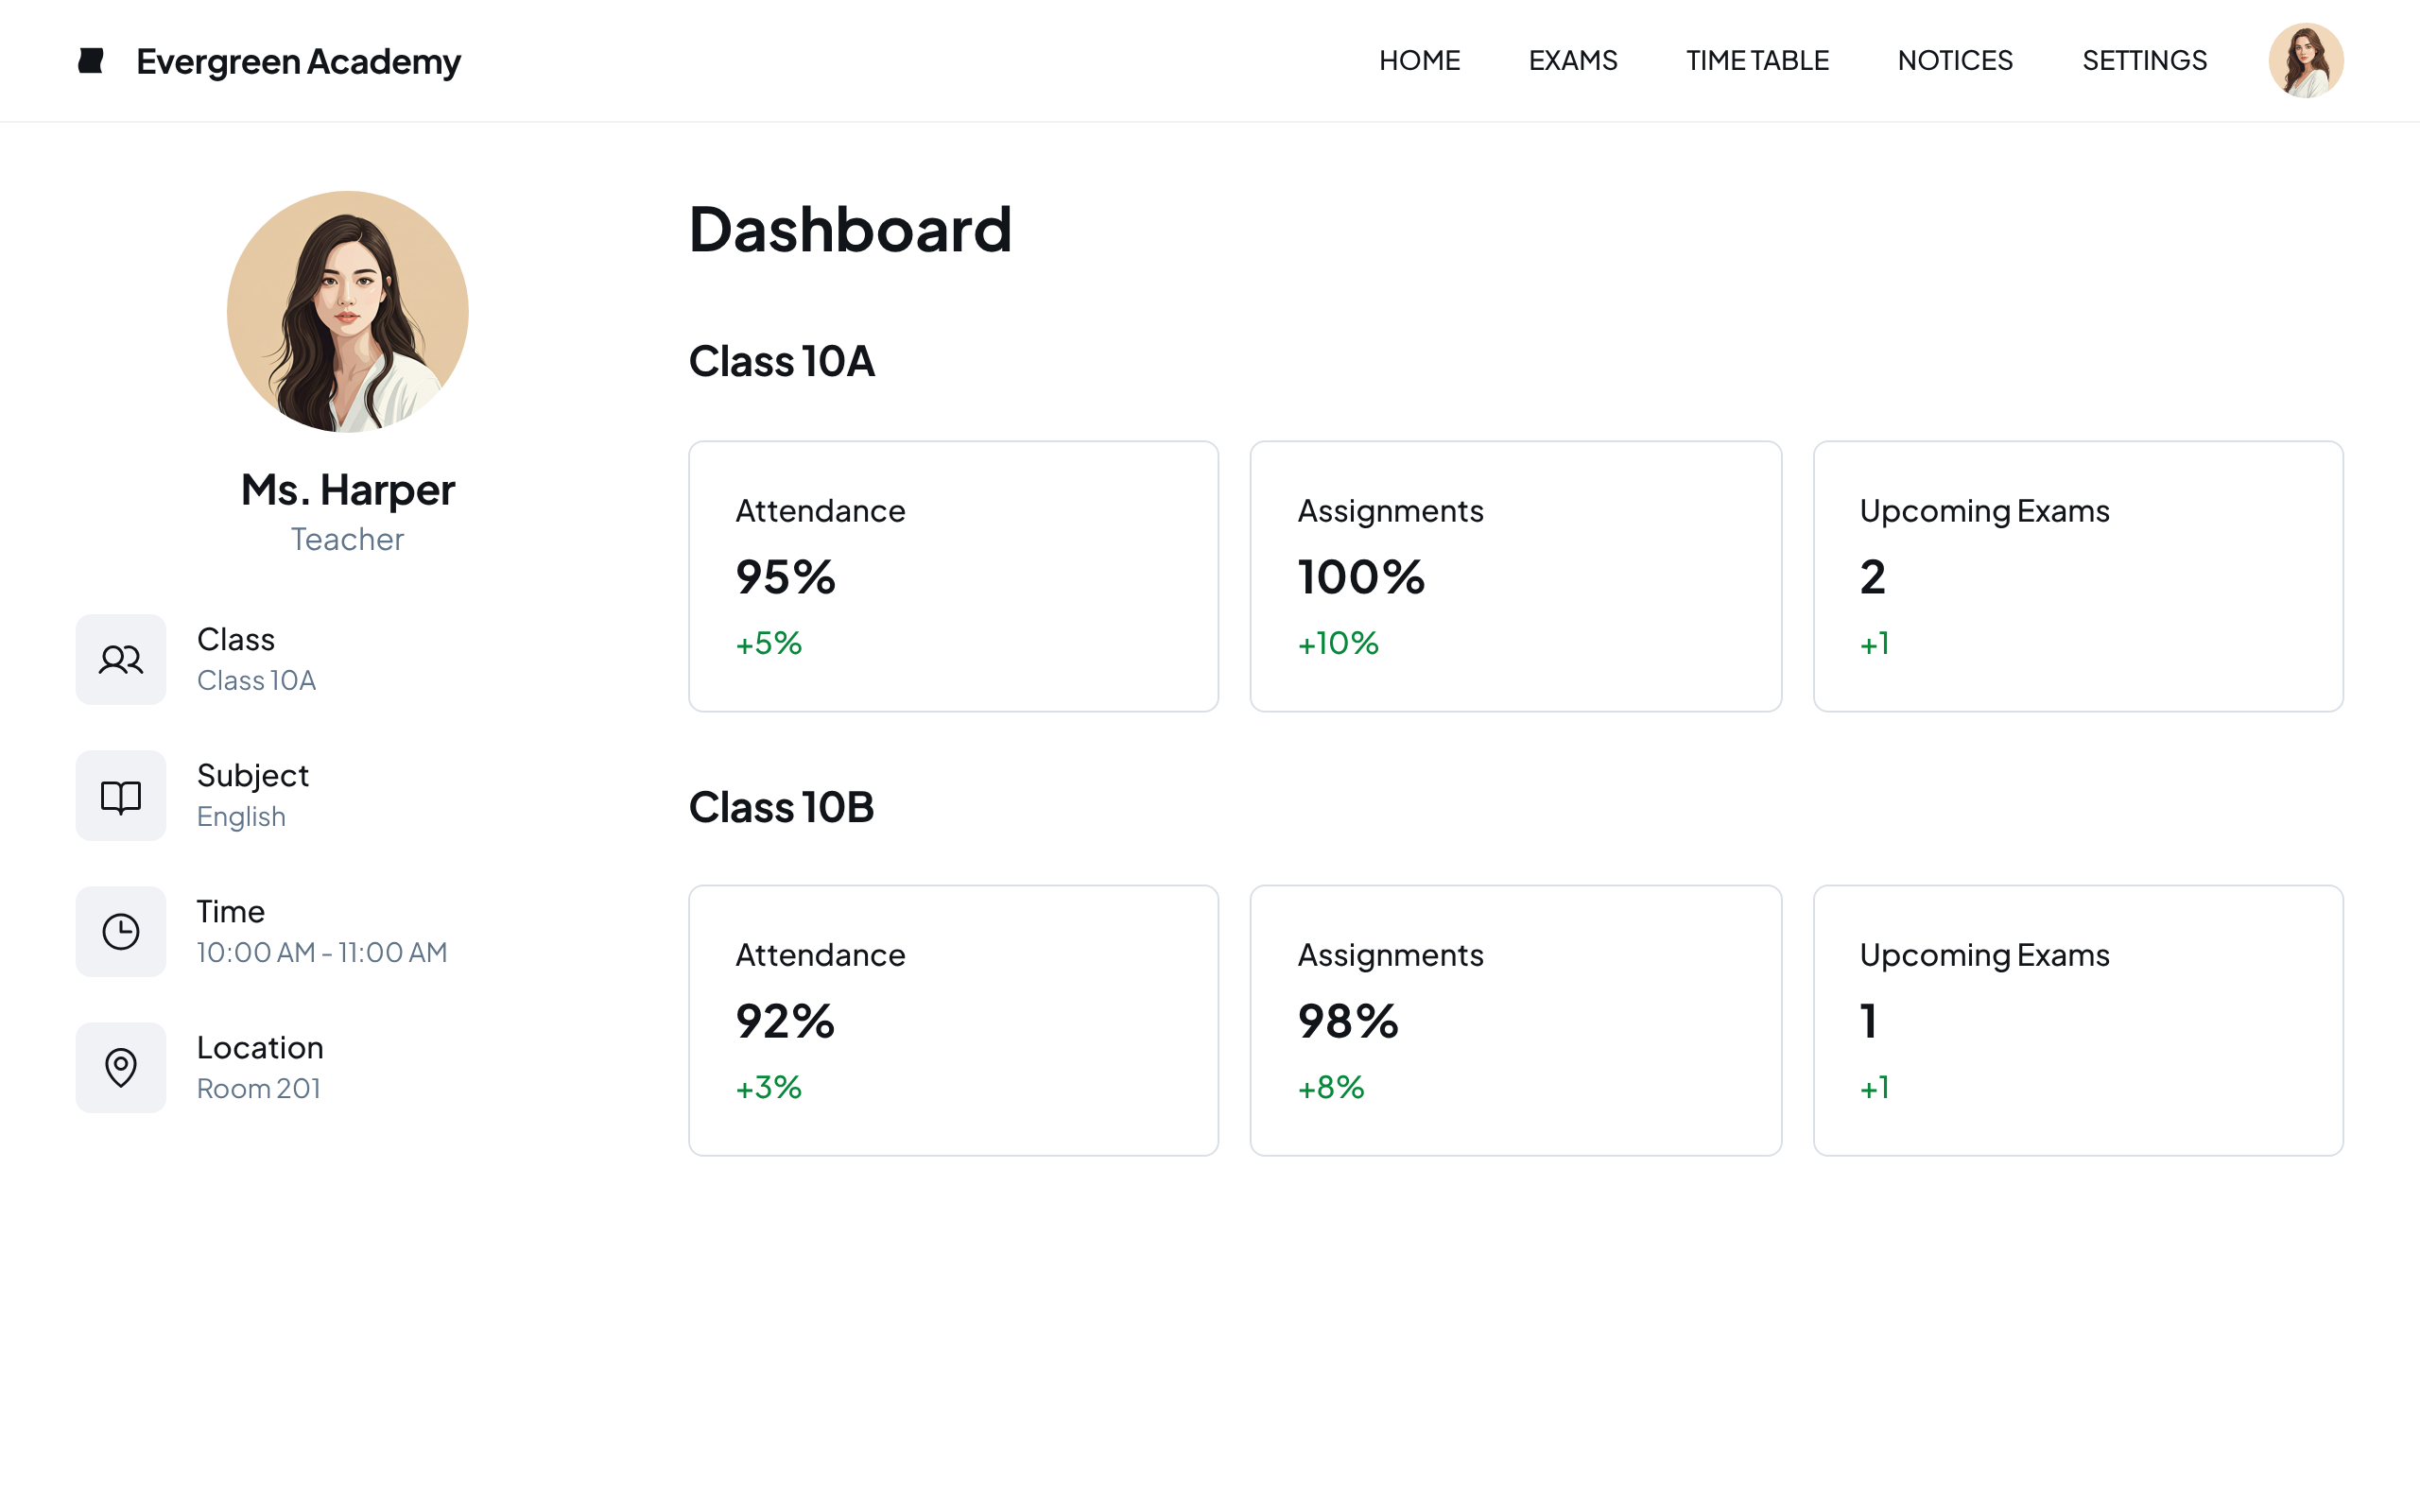 Evergreen Academy
HOME
EXAMS
TIME TABLE
NOTICES
SETTINGS
Ms. Harper
Teacher
Class
Class 10A
Subject
English
Time
10:00 AM - 11:00 AM
Location
Room 201
Dashboard
Class 10A
Attendance
95%
+5%
Assignments
100%
+10%
Upcoming Exams
2
+1
Class 10B
Attendance
92%
+3%
Assignments
98%
+8%
Upcoming Exams
1
+1